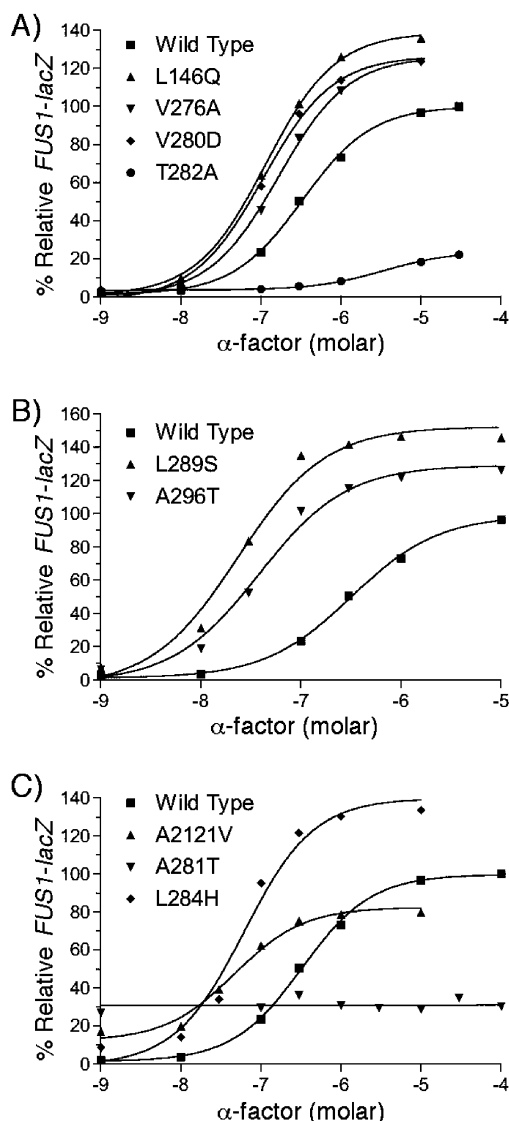 A)
% Relative FUS1-lacZ
140
120
100
80
60
40
20
0
Wild Type
L146Q
V276A
V280D
T282A
-9 -8 -7 -6 -5 -4
α-factor (molar)
B)
% Relative FUS1-lacZ
160
140
120
100
80
60
40
20
0
Wild Type
L289S
A296T
-9 -8 -7 -6 -5
α-factor (molar)
C)
% Relative FUS1-lacZ
140
120
100
80
60
40
20
0
Wild Type
A2121V
A281T
L284H
-9 -8 -7 -6 -5 -4
α-factor (molar)